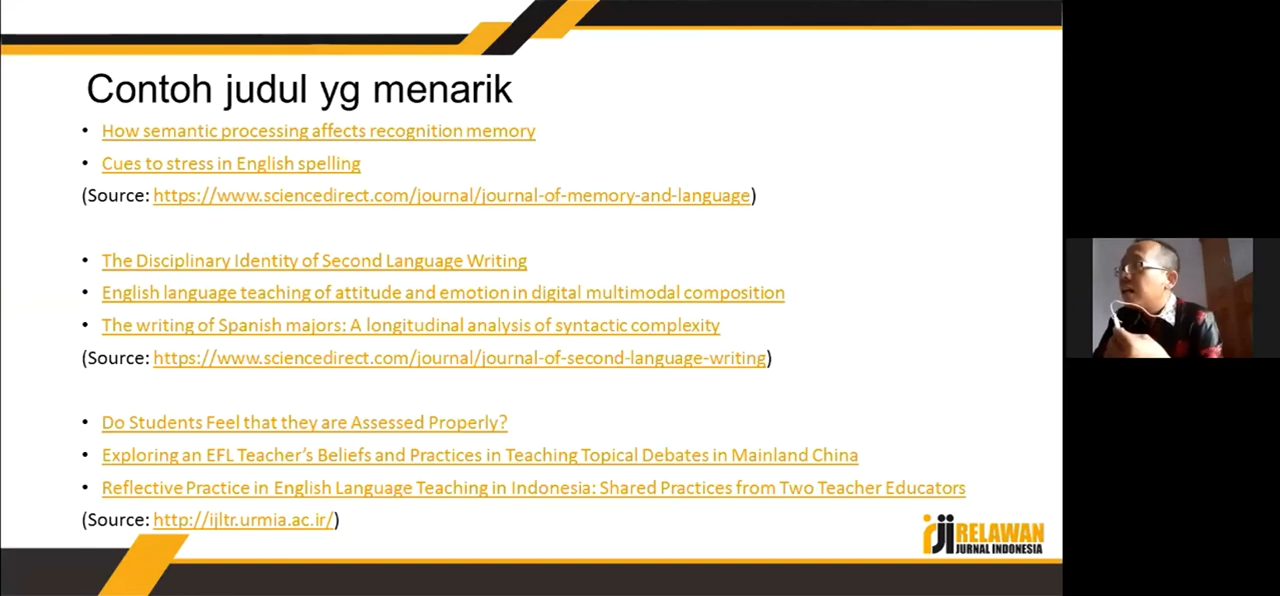 Contoh judul yg menarik
• How semantic processing affects recognition memory
• Cues to stress in English spelling
(Source: https://www.sciencedirect.com/journal/journal-of-memory-and-language)
• The Disciplinary Identity of Second Language Writing
• English language teaching of attitude and emotion in digital multimodal composition
• The writing of Spanish majors: A longitudinal analysis of syntactic complexity
(Source: https://www.sciencedirect.com/journal/journal-of-second-language-writing)
• Do Students Feel that they are Assessed Properly?
• Exploring an EFL Teacher’s Beliefs and Practices in Teaching Topical Debates in Mainland China
• Reflective Practice in English Language Teaching in Indonesia: Shared Practices from Two Teacher Educators
(Source: http://ijltr.urmia.ac.ir/)
rji RELAWAN
JURNAL INDONESIA